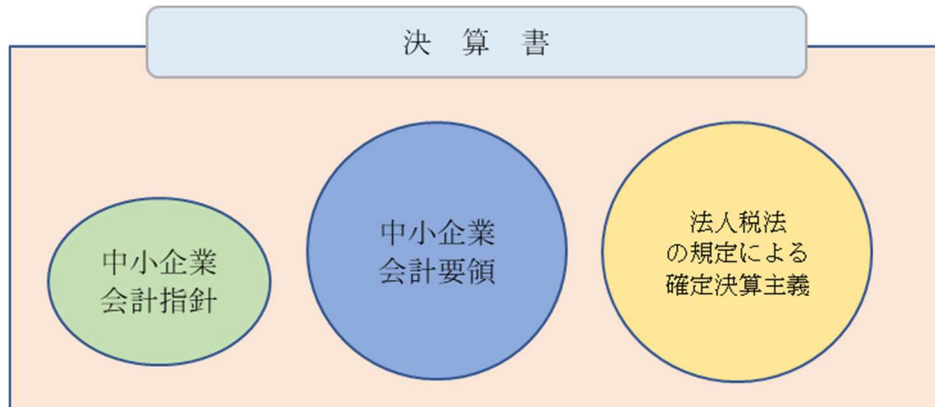 決 算 書
中小企業
会計指針
中小企業
会計要領
法人税法
の規定による
確定決算主義